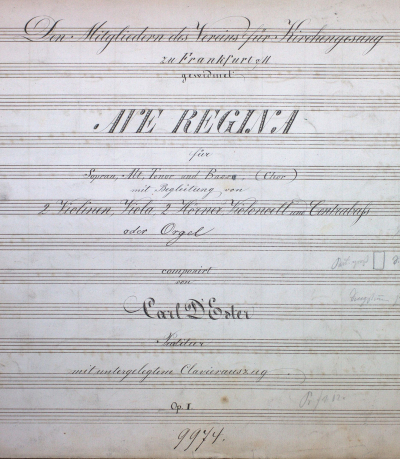 Den Mitgliedern des Vereins für Kirchengesang
zu Frankfurt a/M
gewidmet
AVE REGINA
für
Sopran, Alt, Tenor und Basso, (Chor)
mit Begleitung von
2 Violinen, Viola, 2 Hörner Violoncell und Contrabaß
oder Orgel
componirt
von
Carl D'Ester
Partitur
mit untergelegtem Clavierauszug
Op. I.
9974.